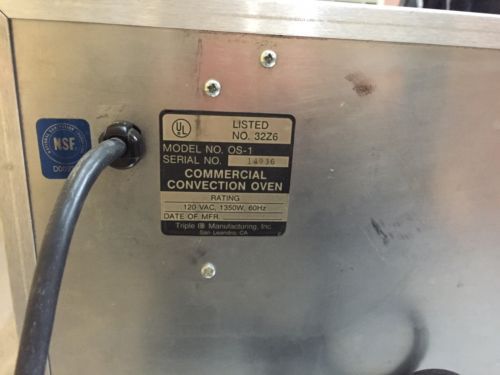 NSF
UL
LISTED
NO. 32Z6
MODEL NO. OS-1
SERIAL NO. 14936
COMMERCIAL
CONVECTION OVEN
RATING
120 VAC, 1350W, 60Hz
DATE OF MFR.
Triple Manufacturing, Inc.
San Leandro, CA